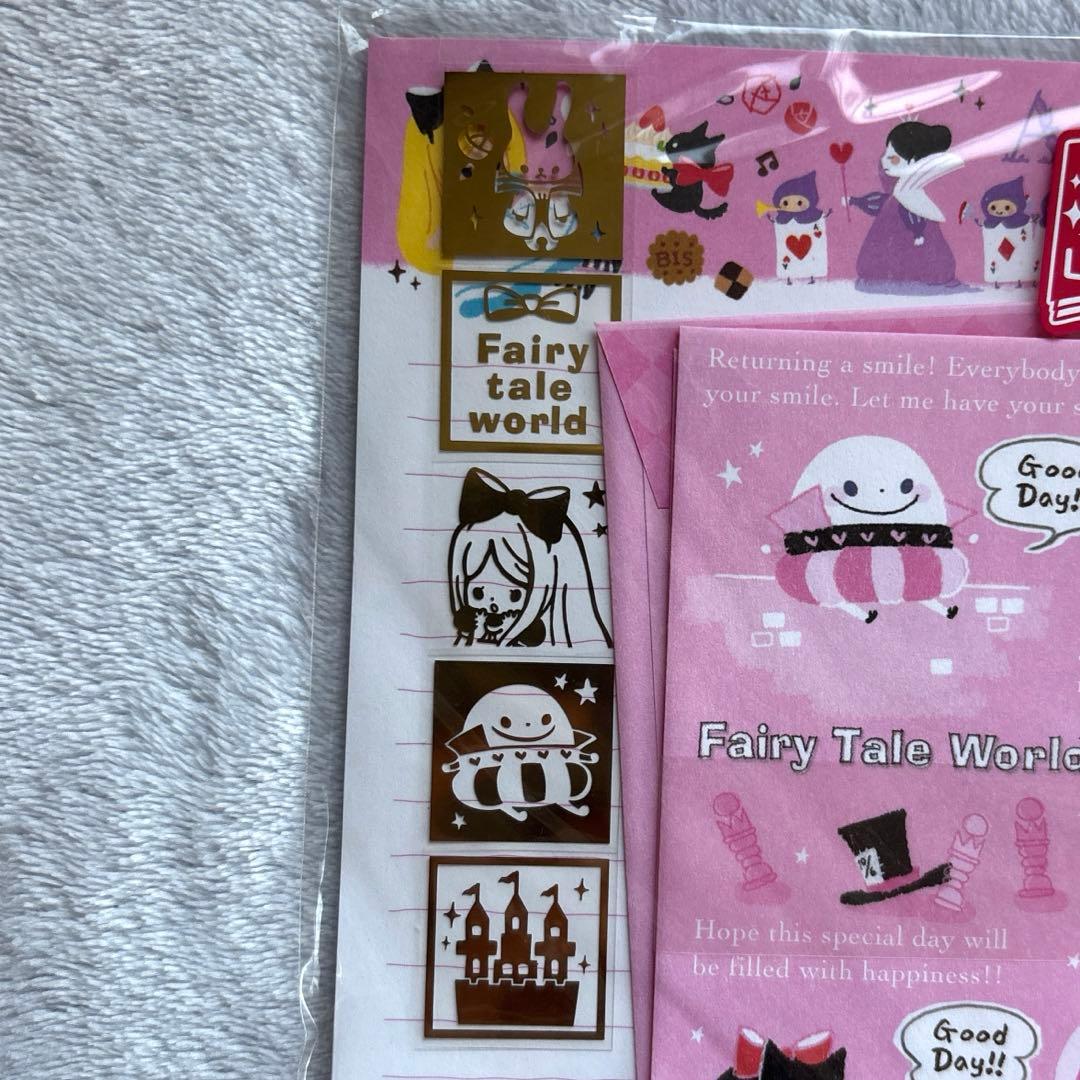 BIS
Fairy
tale
world
Returning a smile! Everybody
your smile. Let me have your s
Good
Day!!
Fairy Tale World
Hope this special day will
be filled with happiness!!
Good
Day!!